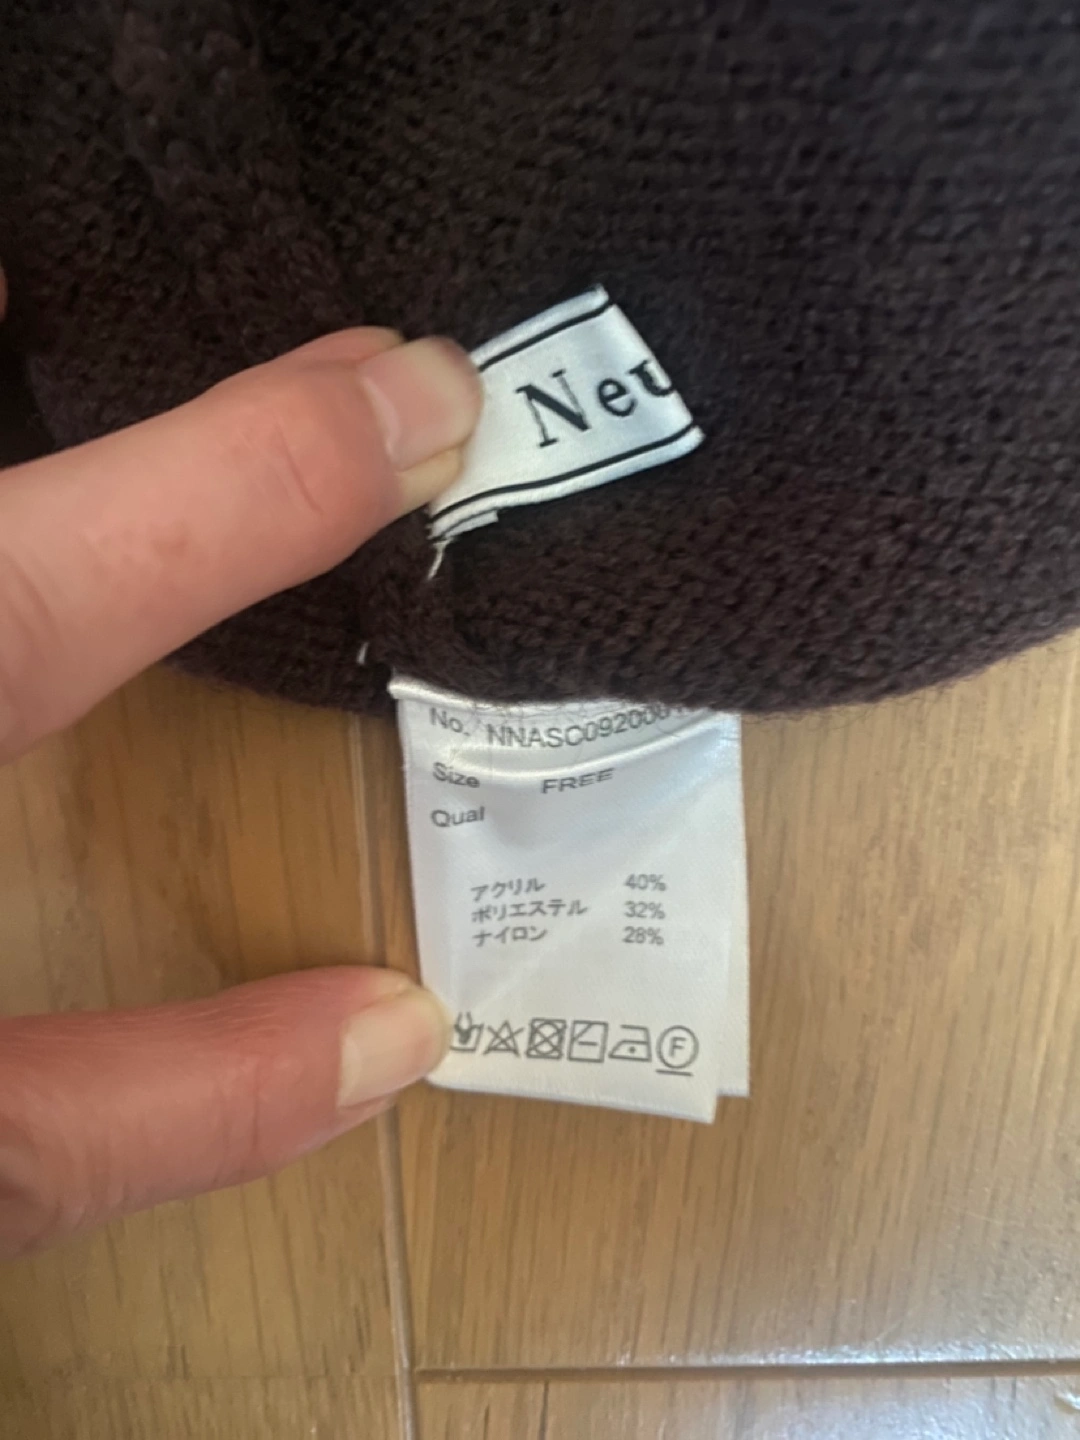 Neu
No. NNASC09200
Size FREE
Qual
アクリル 40%
ポリエステル 32%
ナイロン 28%
F